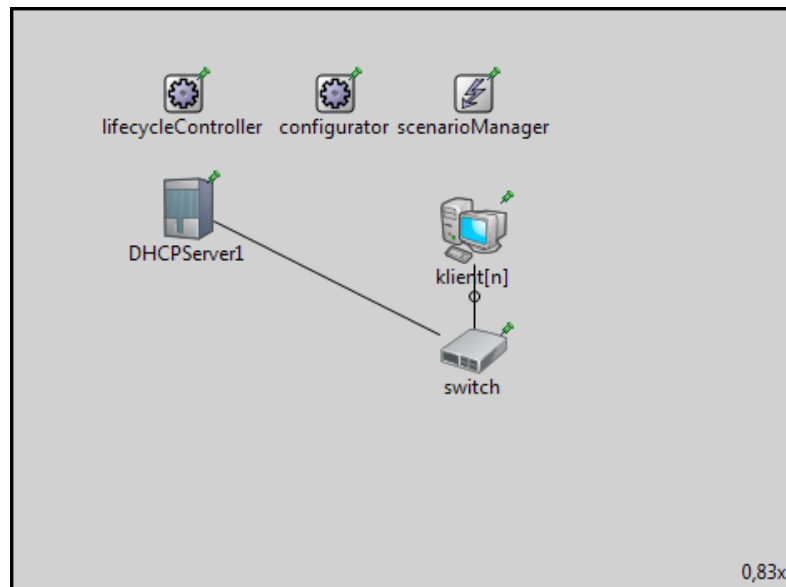 lifecycleController configurator scenarioManager
DHCPServer1
klient[n]
switch
0,83x